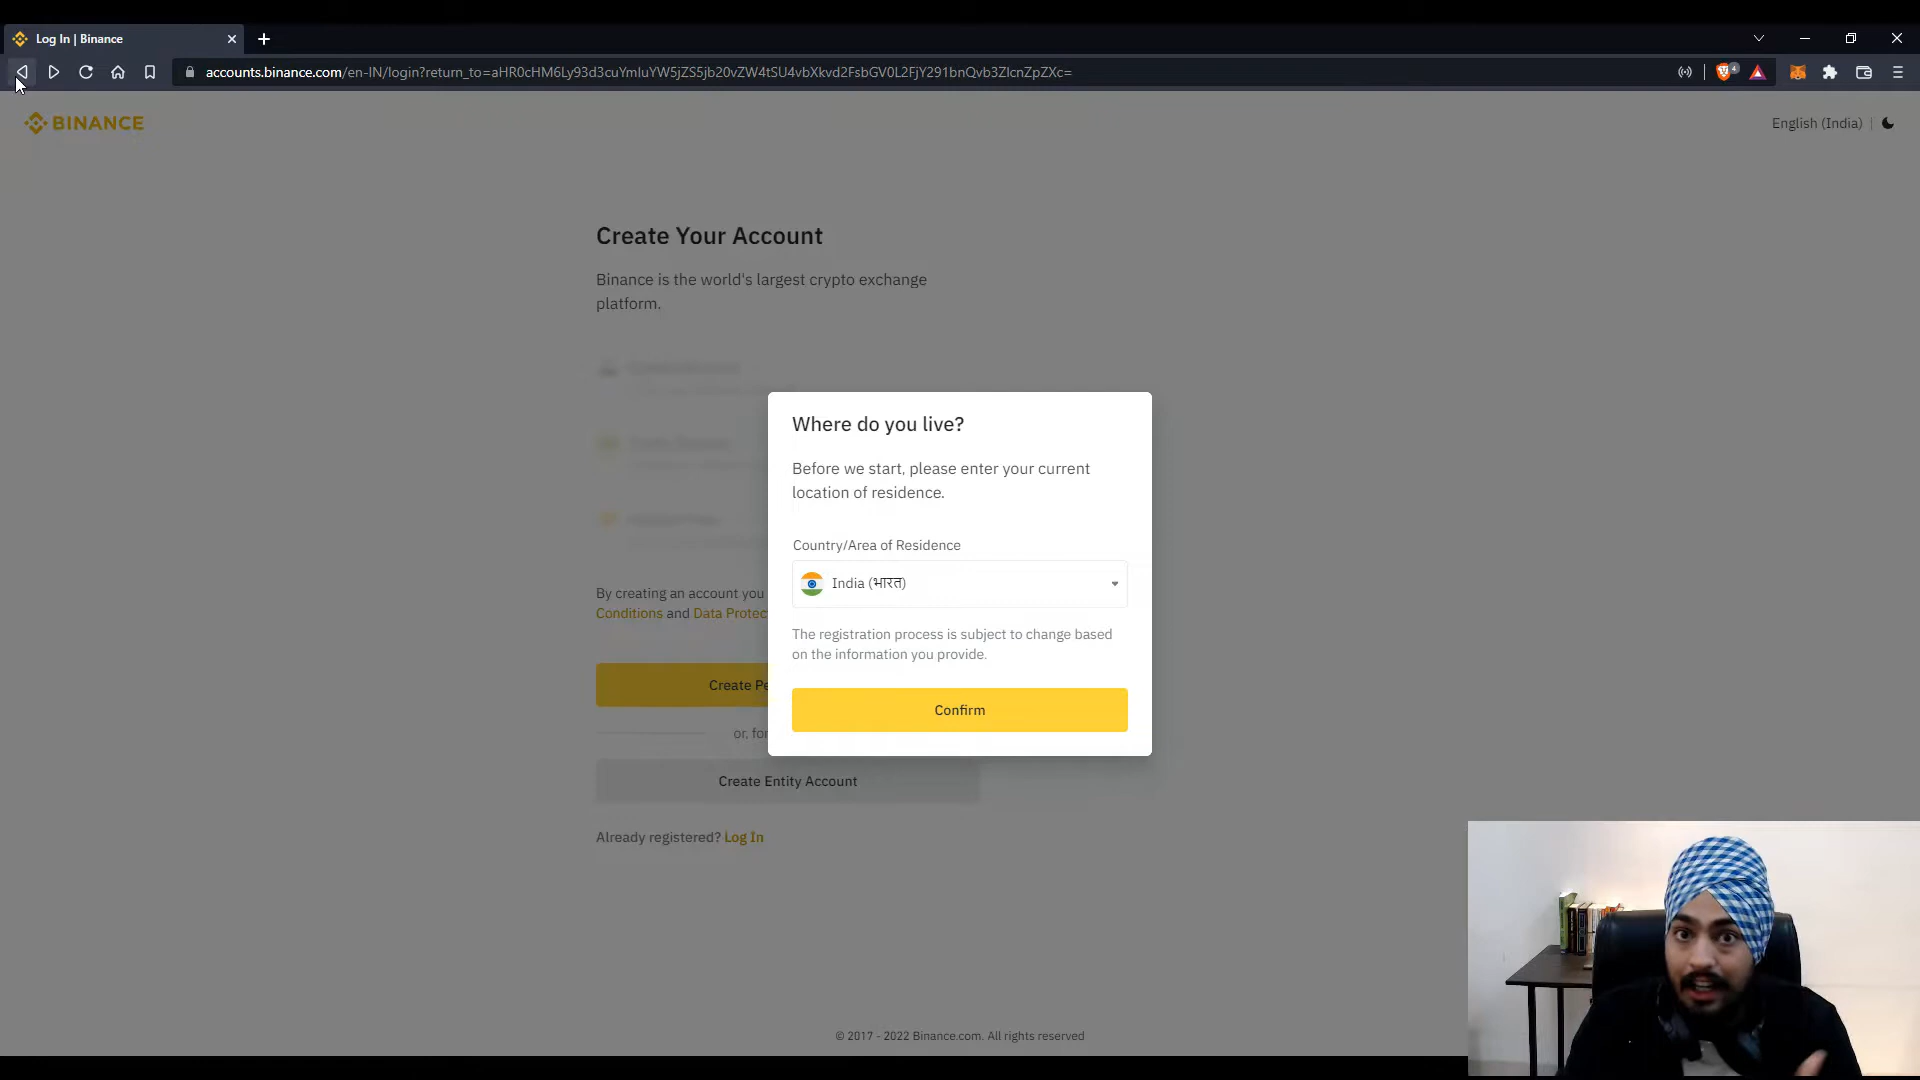 Log In | Binance
accounts.binance.com/en-IN/login?return_to=aHR0cHM6Ly93d3cuYmluYW5jZS5jb20vZW4tSU4vbXkvd2FsbGV0L2FjY291bnQvb3ZlcnZpZXc=
4
BINANCE
English (India)
Create Your Account
Binance is the world's largest crypto exchange
platform.
Where do you live?
Before we start, please enter your current
location of residence.
Country/Area of Residence
India (भारत)
The registration process is subject to change based
on the information you provide.
Confirm
By creating an account you
Conditions and Data Protec
Create Pe
or, for
Create Entity Account
Already registered? Log In
© 2017 - 2022 Binance.com. All rights reserved